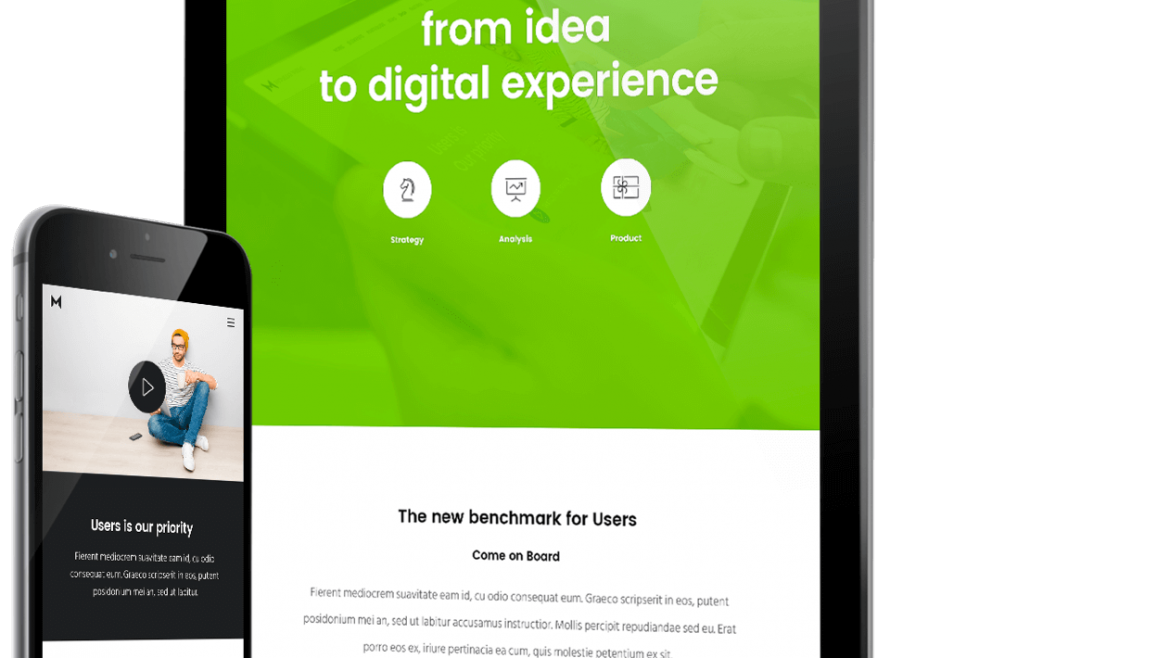 from idea
to digital experience
Strategy
Analysis
Product
The new benchmark for Users
Come on Board
Fierent mediocrem suavitate eam id, cu odio consequat eum. Graeco scripserit in eos, putent
posidonium mei an, sed ut labitur accusamus instructior. Mollis percipit repudiandae sed eu. Erat
porro eos ex, iriure pertinacia ea cum, quis molestie petentium ex sit
M
Users is our priority
Fierent mediocrem suavitate eam id, cu odio
consequat eum. Graeco scripserit in eos, putent
posidonium mei an, sed ut labitur.